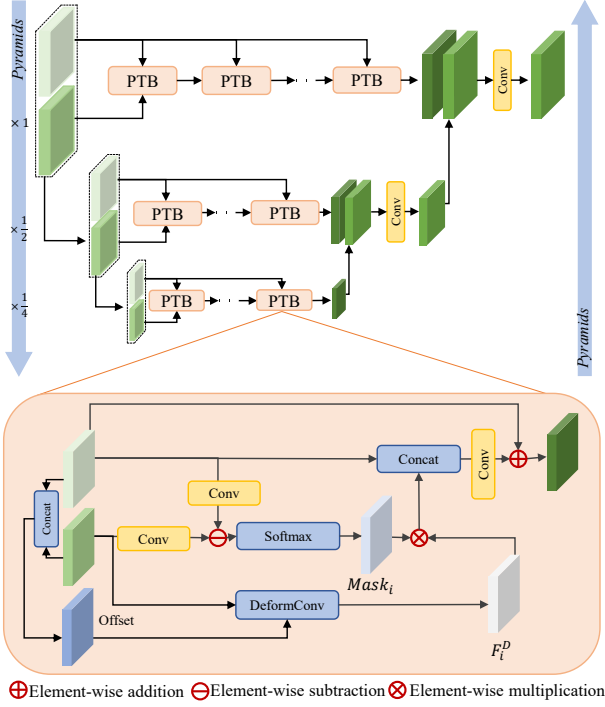 Pyramids
PTB
PTB
. .
PTB
Conv
×1
PTB
. .
PTB
Conv
×1/2
PTB
. .
PTB
×1/4
Pyramids
Concat
Conv
Concat
Conv
Conv
Softmax
Mask_i
DeformConv
Offset
F_i^D
Element-wise addition
Element-wise subtraction
Element-wise multiplication